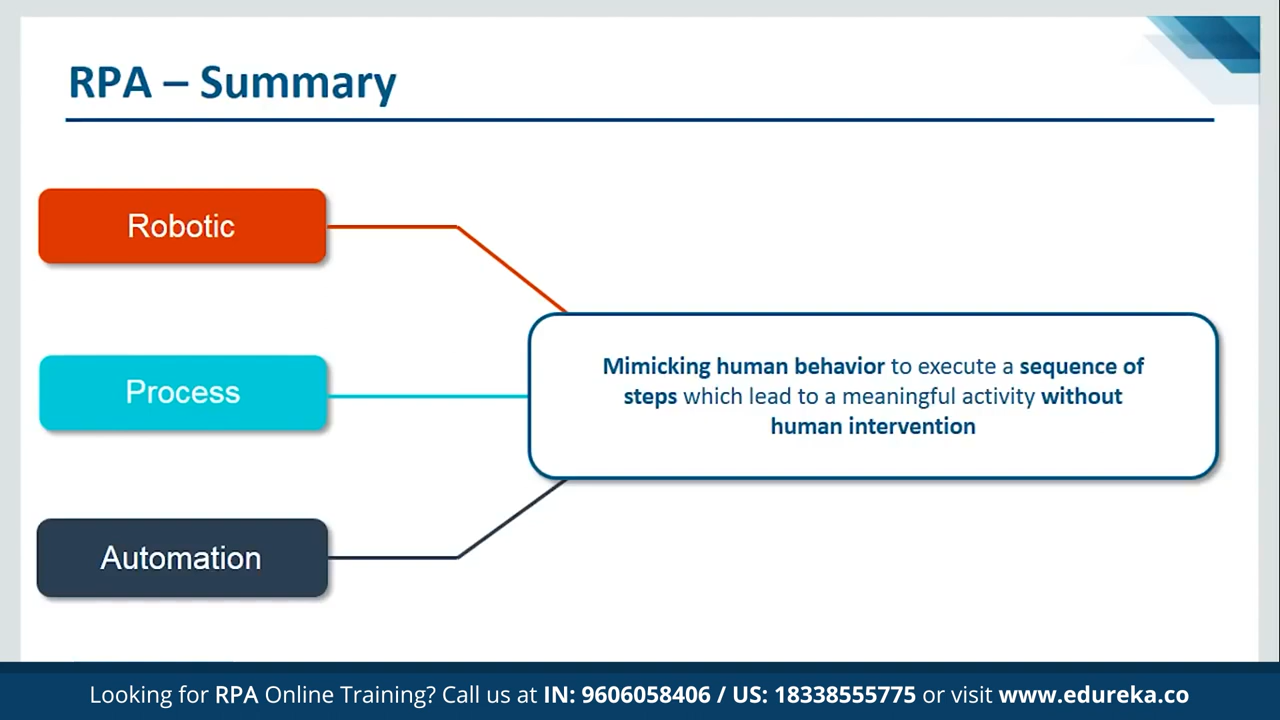 RPA – Summary
Robotic
Process
Automation
Mimicking human behavior to execute a sequence of
steps which lead to a meaningful activity without
human intervention
Looking for RPA Online Training? Call us at IN: 9606058406 / US: 18338555775 or visit www.edureka.co